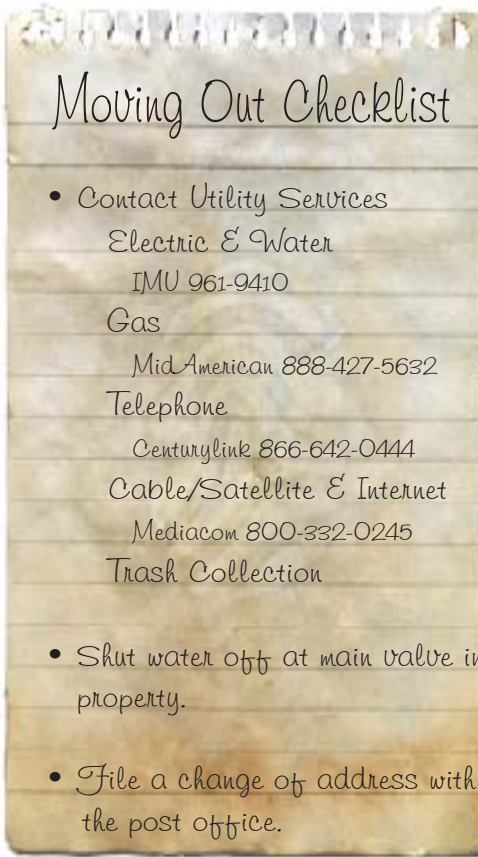 Moving Out Checklist
• Contact Utility Services
Electric & Water
IMU 961-9410
Gas
MidAmerican 888-427-5632
Telephone
Centurylink 866-642-0444
Cable/Satellite & Internet
Mediacom 800-332-0245
Trash Collection
• Shut water off at main valve in
property.
• File a change of address with
the post office.